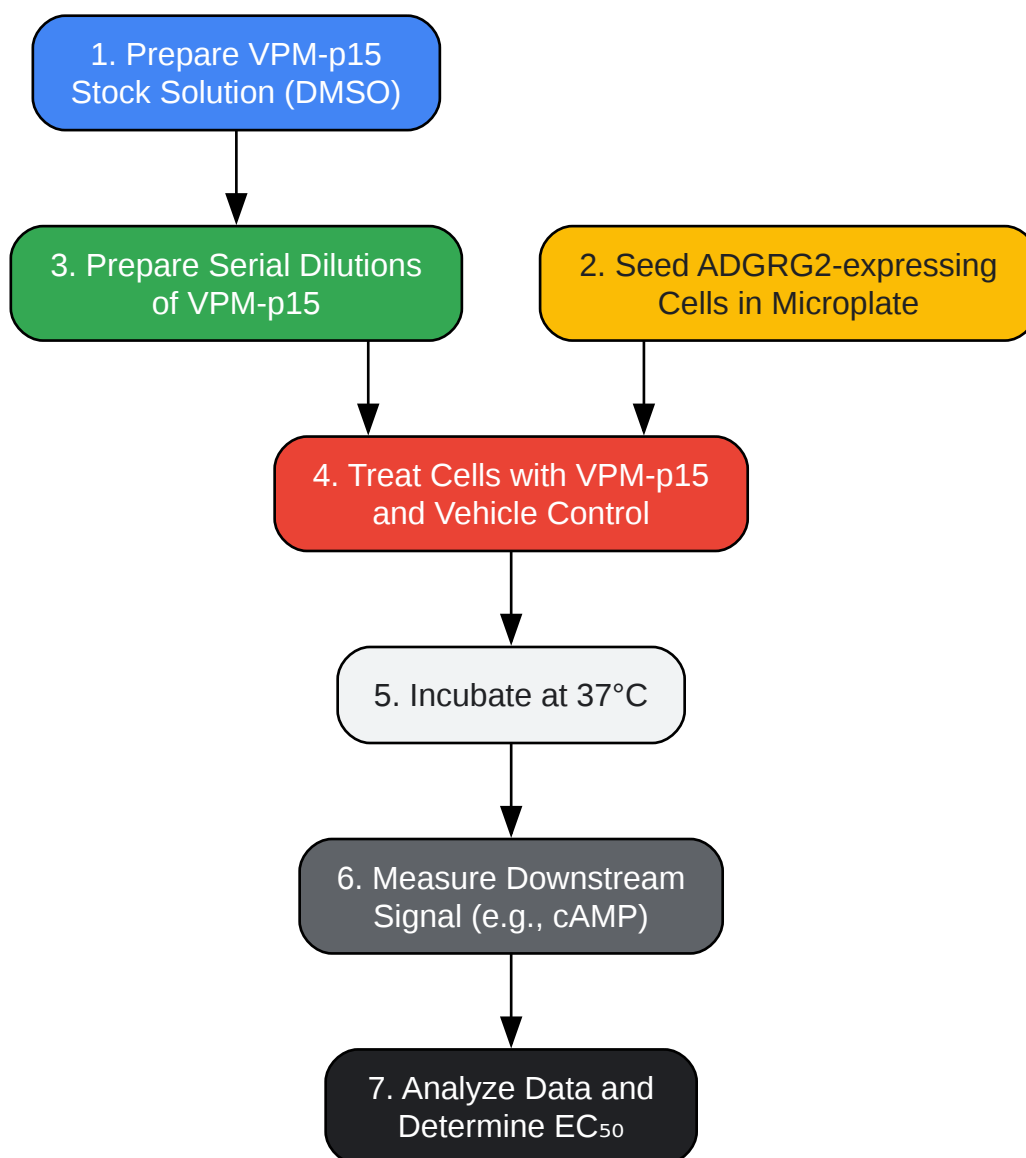 1. Prepare VPM-p15
Stock Solution (DMSO)
3. Prepare Serial Dilutions
of VPM-p15
2. Seed ADGRG2-expressing
Cells in Microplate
4. Treat Cells with VPM-p15
and Vehicle Control
5. Incubate at 37°C
6. Measure Downstream
Signal (e.g., cAMP)
7. Analyze Data and
Determine EC₅₀